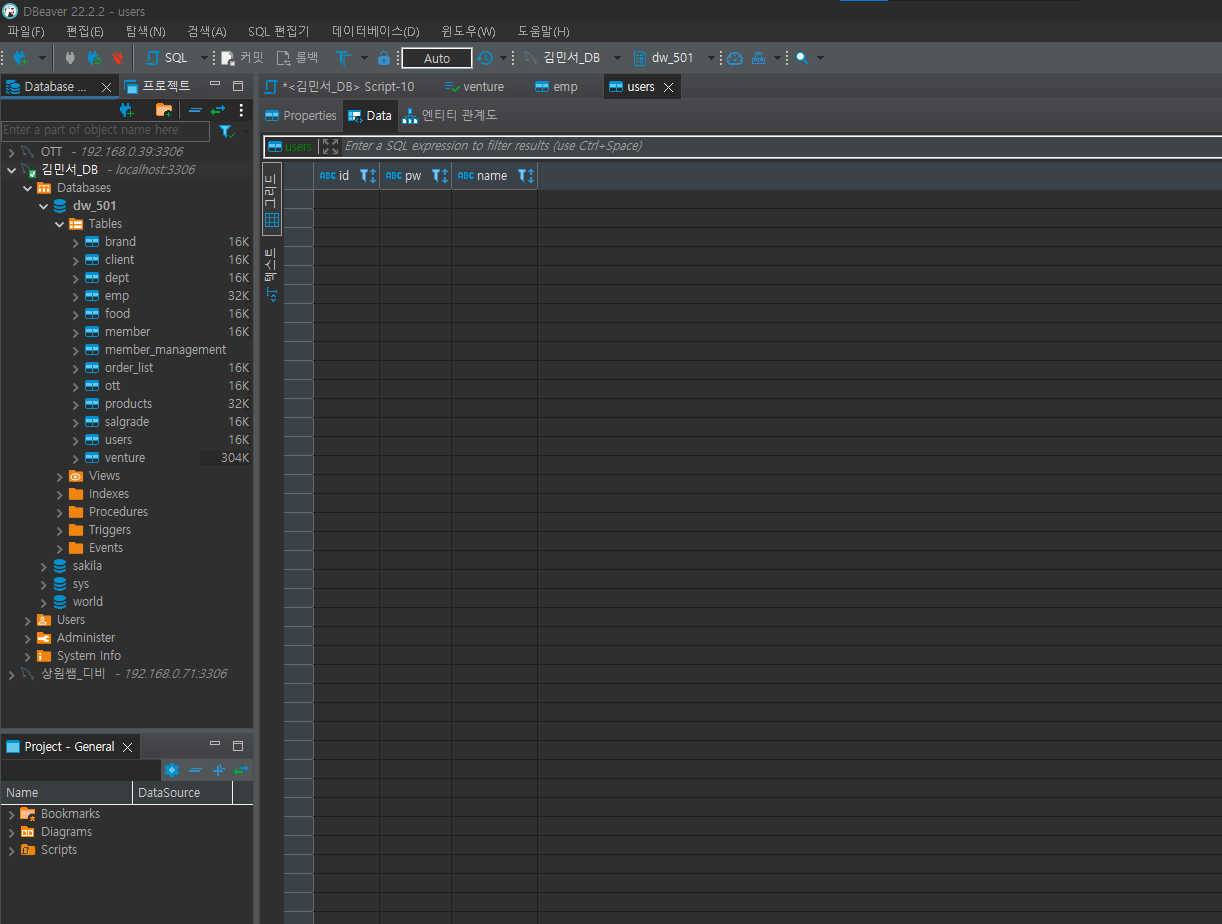 DBeaver 22.2.2 - users
파일(F) 편집(E) 탐색(N) 검색(A) SQL 편집기 데이터베이스(D) 윈도우(W) 도움말(H)
SQL 커밋 롤백 Auto 김민서_DB dw_501
Database ... 프로젝트
*<김민서_DB> Script-10 venture emp users
Properties Data 엔티티 관계도
Enter a part of object name here
users Enter a SQL expression to filter results (use Ctrl+Space)
그리드
텍스트
ABC id ABC pw ABC name
OTT - 192.168.0.39:3306
김민서_DB - localhost:3306
Databases
dw_501
Tables
brand 16K
client 16K
dept 16K
emp 32K
food 16K
member 16K
member_management
order_list 16K
ott 16K
products 32K
salgrade 16K
users 16K
venture 304K
Views
Indexes
Procedures
Triggers
Events
sakila
sys
world
Users
Administer
System Info
상원쌤_디비 - 192.168.0.71:3306
Project - General
Name DataSource
Bookmarks
Diagrams
Scripts